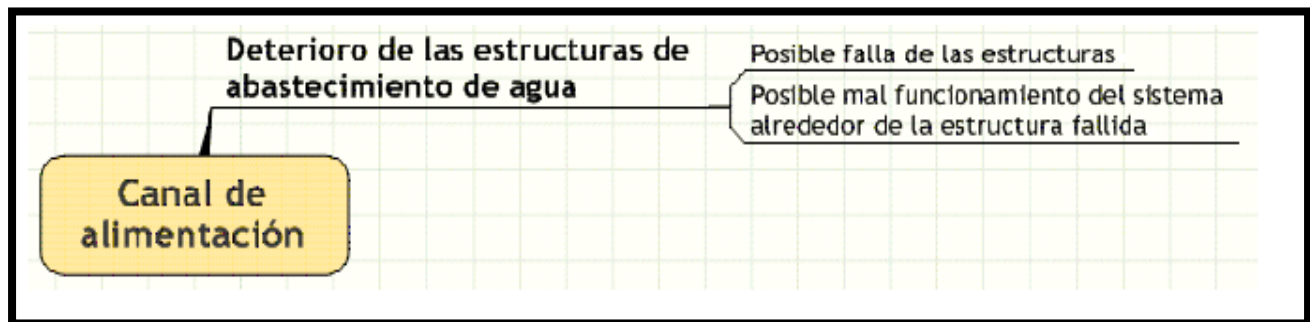 Deterioro de las estructuras de
abastecimiento de agua
Posible falla de las estructuras
Posible mal funcionamiento del sistema
alrededor de la estructura fallida
Canal de
alimentación